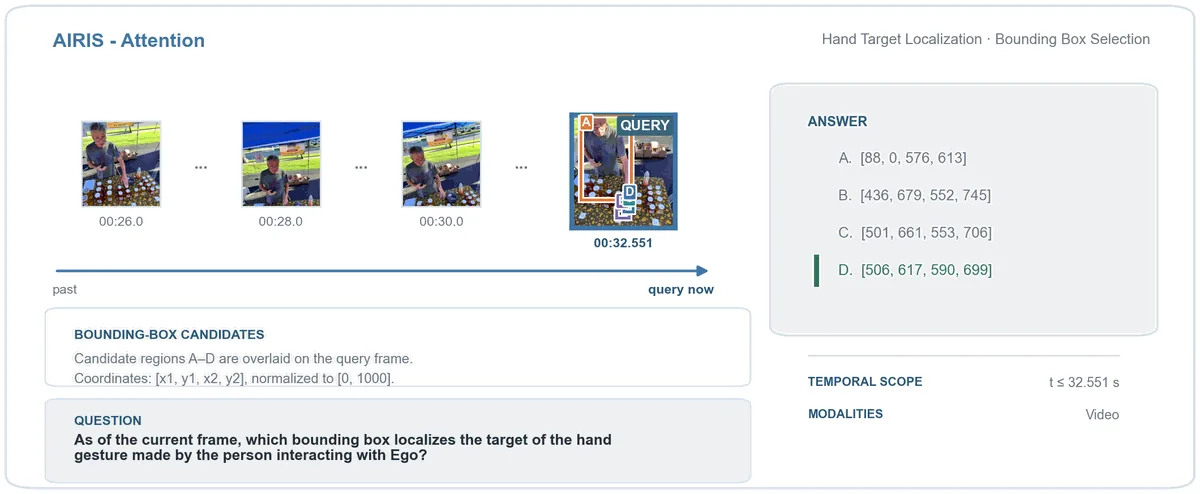 AIRIS - Attention
Hand Target Localization · Bounding Box Selection
A
QUERY
D
...
...
...
00:26.0
00:28.0
00:30.0
00:32.551
past
query now
BOUNDING-BOX CANDIDATES
Candidate regions A–D are overlaid on the query frame.
Coordinates: [x1, y1, x2, y2], normalized to [0, 1000].
QUESTION
As of the current frame, which bounding box localizes the target of the hand
gesture made by the person interacting with Ego?
ANSWER
A. [88, 0, 576, 613]
B. [436, 679, 552, 745]
C. [501, 661, 553, 706]
D. [506, 617, 590, 699]
TEMPORAL SCOPE
t ≤ 32.551 s
MODALITIES
Video